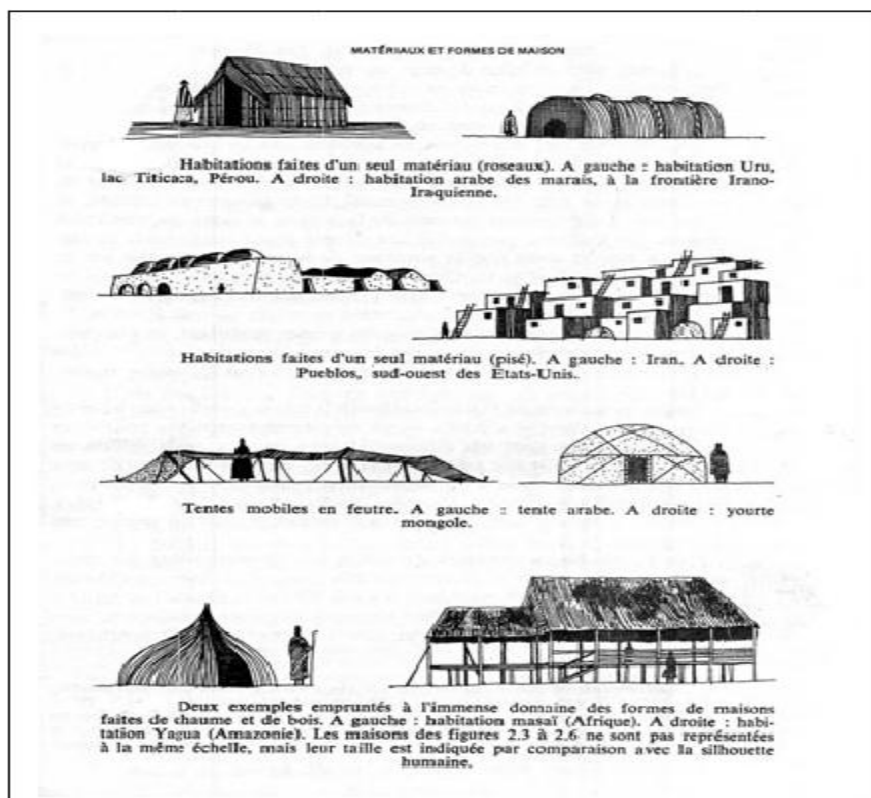 MATÉRIAUX ET FORMES DE MAISON
Habitations faites d'un seul matériau (roseaux). A gauche : habitation Uru,
lac Titicaca, Pérou. A droite : habitation arabe des marais, à la frontière Irano-
Iraquienne.
Habitations faites d'un seul matériau (pisé). A gauche : Iran. A droite :
Pueblos, sud-ouest des États-Unis.
Tentes mobiles en feutre. A gauche : tente arabe. A droite : yourte
mongole.
Deux exemples empruntés à l'immense domaine des formes de maisons
faites de chaume et de bois. A gauche : habitation masaï (Afrique). A droite : habi-
tation Yagua (Amazonie). Les maisons des figures 2.3 à 2.6 ne sont pas représentées
à la même échelle, mais leur taille est indiquée par comparaison avec la silhouette
humaine.